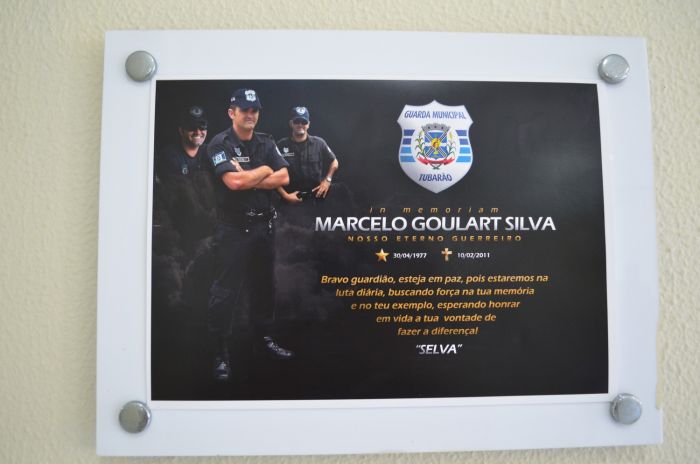 GUARDA MUNICIPAL
TUBARÃO
in memoriam
MARCELO GOULART SILVA
NOSSO ETERNO GUERREIRO
30/04/1977 10/02/2011
Bravo guardião, esteja em paz, pois estaremos na
luta diária, buscando força na tua memória
e no teu exemplo, esperando honrar
em vida a tua vontade de
fazer a diferença!
"SELVA"